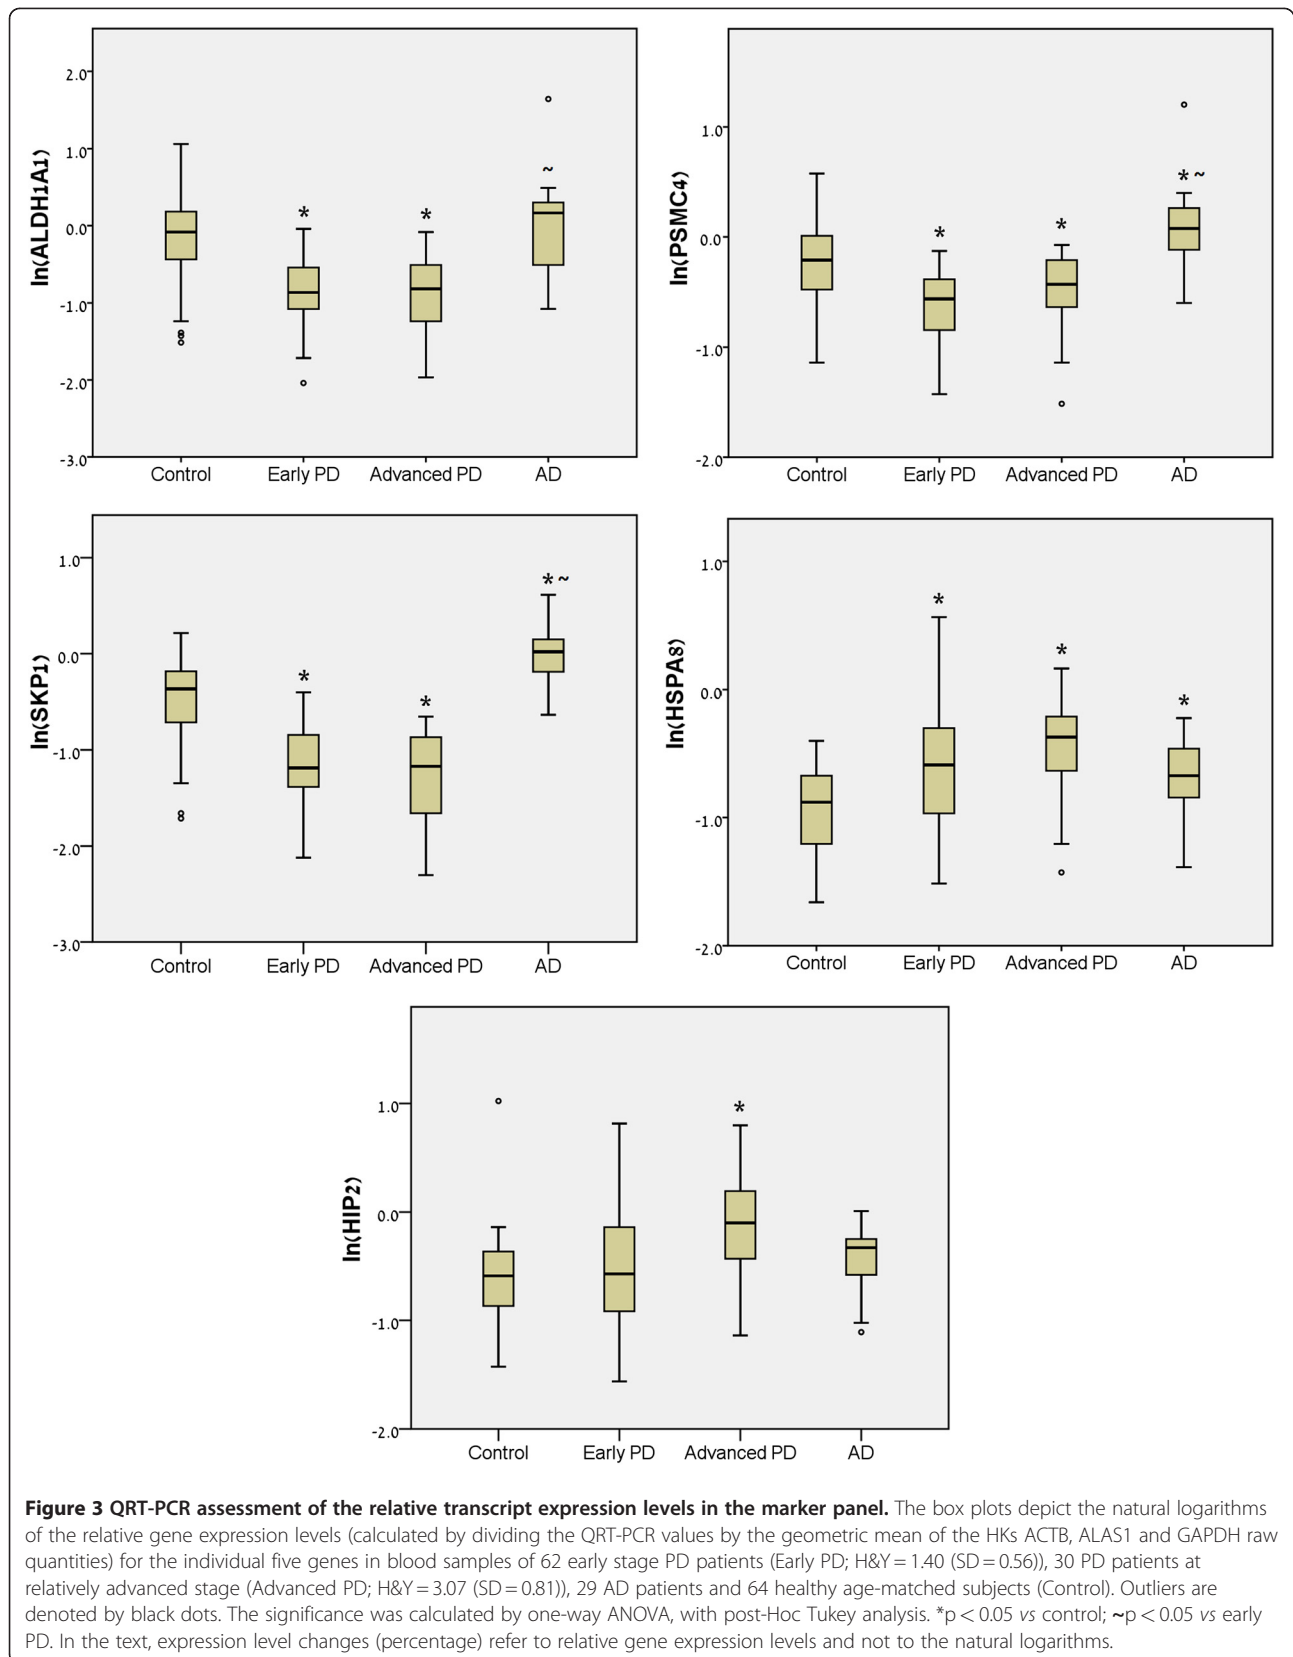 ln(ALDH1A1)
2.0
1.0
0.0
-1.0
-2.0
-3.0
*
*
~
Control Early PD Advanced PD AD
ln(PSMC4)
1.0
0.0
-1.0
-2.0
*
*
* ~
Control Early PD Advanced PD AD
ln(SKP1)
1.0
0.0
-1.0
-2.0
-3.0
*
*
* ~
Control Early PD Advanced PD AD
ln(HSPA8)
1.0
0.0
-1.0
-2.0
*
*
*
Control Early PD Advanced PD AD
ln(HIP2)
1.0
0.0
-1.0
-2.0
*
Control Early PD Advanced PD AD
Figure 3 QRT-PCR assessment of the relative transcript expression levels in the marker panel. The box plots depict the natural logarithms
of the relative gene expression levels (calculated by dividing the QRT-PCR values by the geometric mean of the HKs ACTB, ALAS1 and GAPDH raw
quantities) for the individual five genes in blood samples of 62 early stage PD patients (Early PD; H&Y = 1.40 (SD = 0.56)), 30 PD patients at
relatively advanced stage (Advanced PD; H&Y = 3.07 (SD = 0.81)), 29 AD patients and 64 healthy age-matched subjects (Control). Outliers are
denoted by black dots. The significance was calculated by one-way ANOVA, with post-Hoc Tukey analysis. *p < 0.05 vs control; ~p < 0.05 vs early
PD. In the text, expression level changes (percentage) refer to relative gene expression levels and not to the natural logarithms.